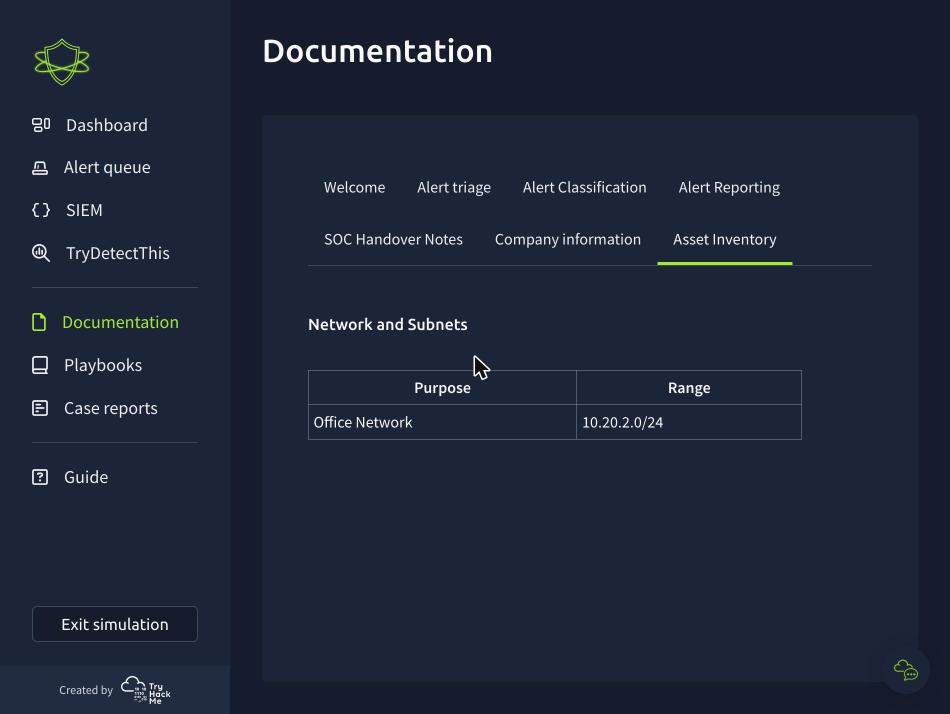 Documentation
Dashboard
Alert queue
SIEM
TryDetectThis
Documentation
Playbooks
Case reports
Guide
Exit simulation
Created by Try Hack Me
Welcome Alert triage Alert Classification Alert Reporting
SOC Handover Notes Company information Asset Inventory
Network and Subnets
Purpose Range
Office Network 10.20.2.0/24